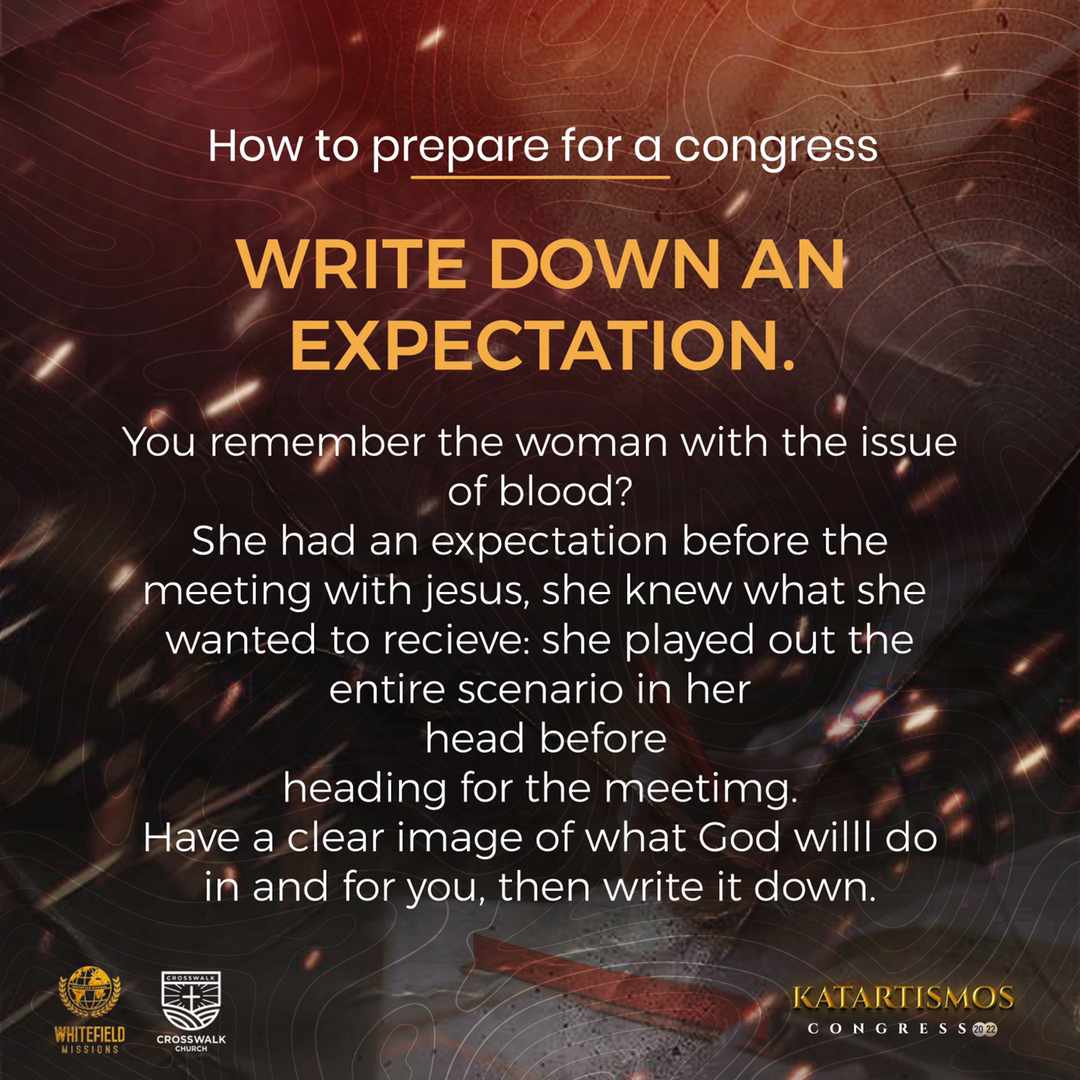 How to prepare for a congress
WRITE DOWN AN
EXPECTATION.
You remember the woman with the issue
of blood?
She had an expectation before the
meeting with jesus, she knew what she
wanted to recieve: she played out the
entire scenario in her
head before
heading for the meetimg.
Have a clear image of what God willl do
in and for you, then write it down.
WHITEFIELD
MISSIONS
CROSSWALK
CROSSWALK
CHURCH
KATARTISMOS
CONGRESS 2022